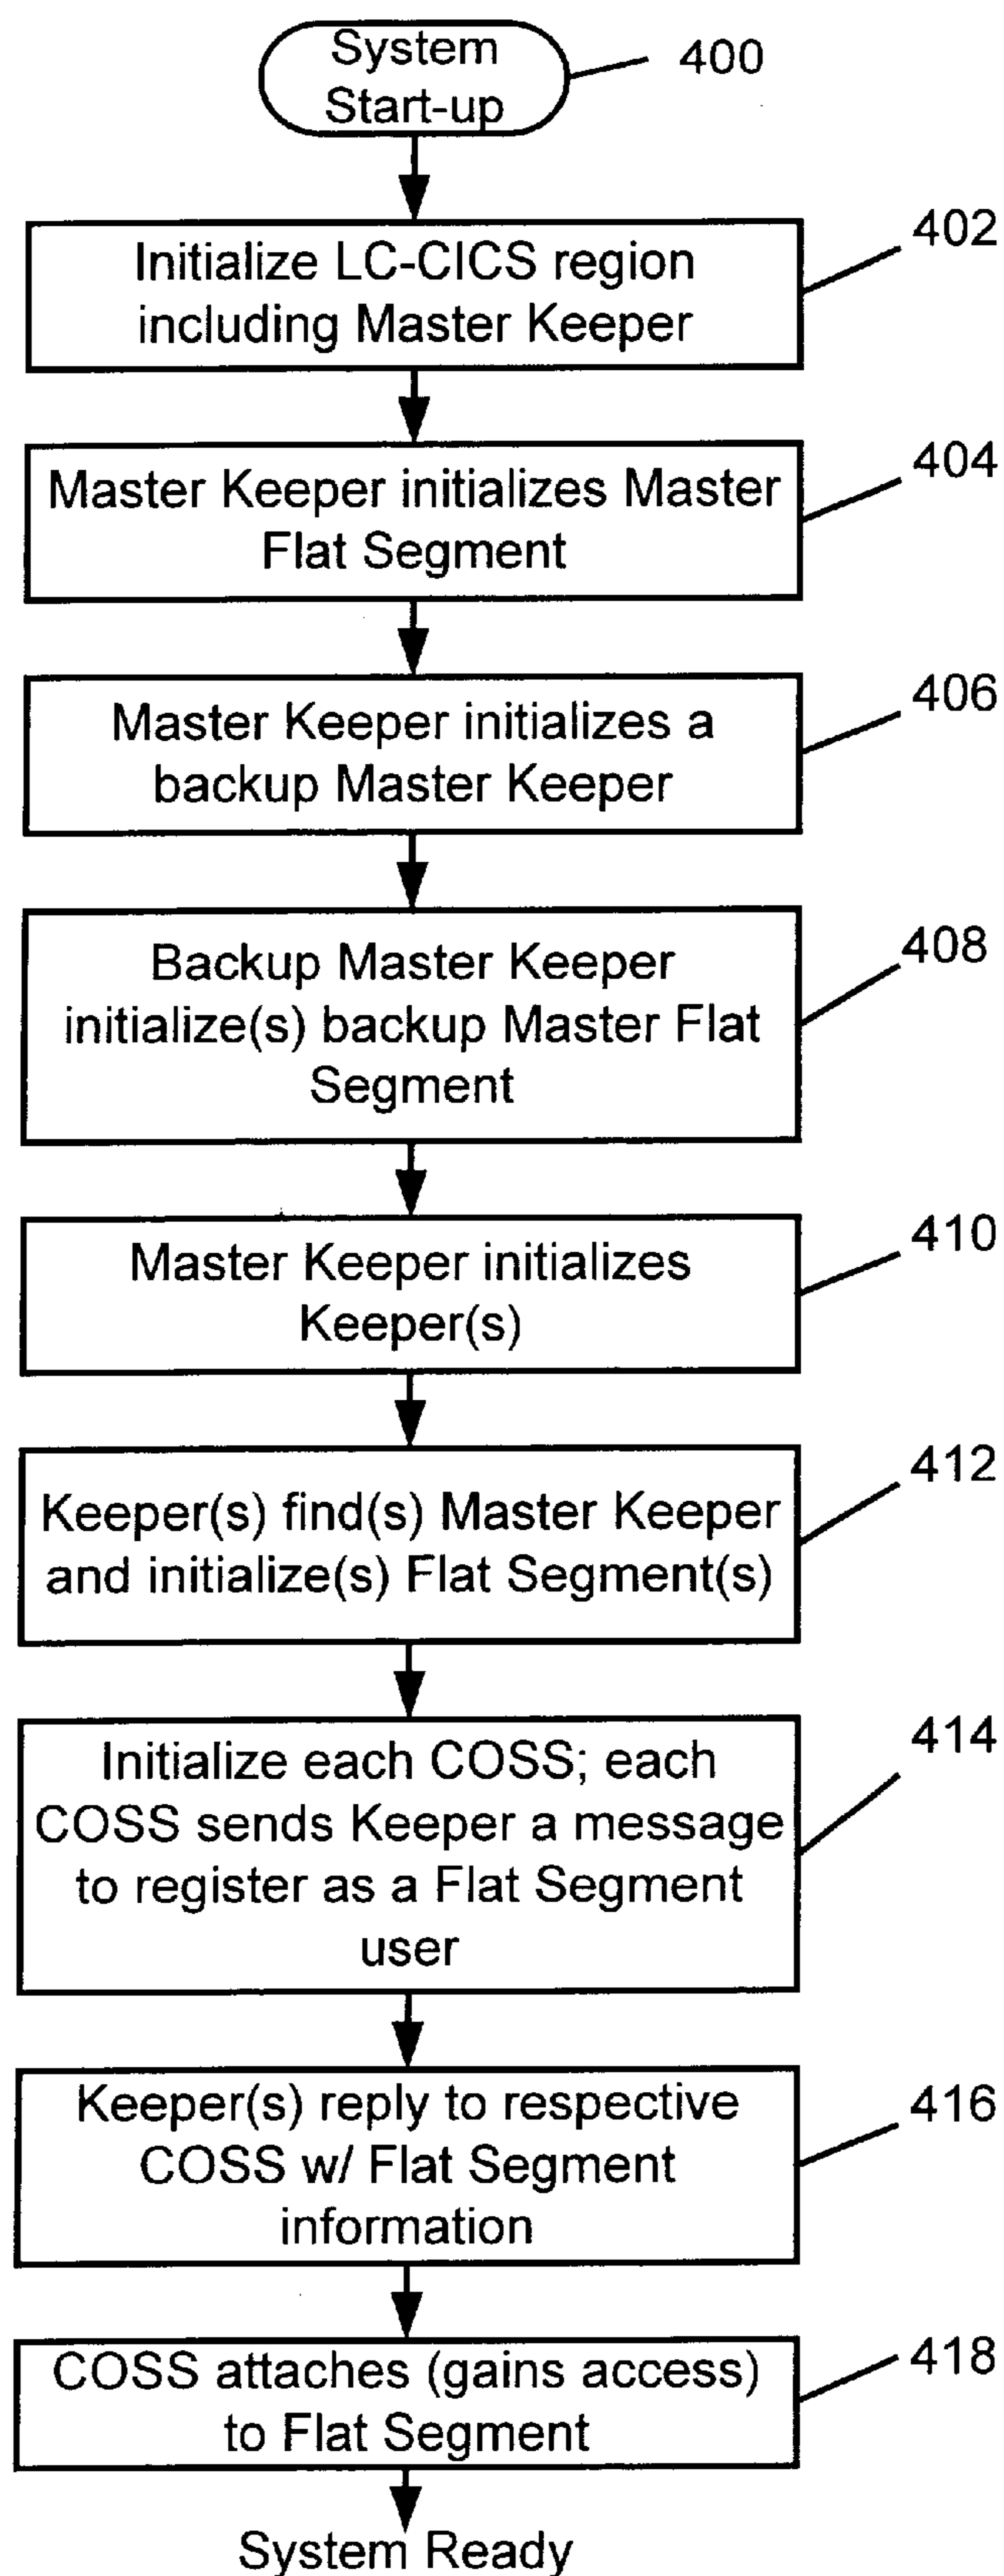 System
Start-up
400
402
Initialize LC-CICS region
including Master Keeper
404
Master Keeper initializes Master
Flat Segment
406
Master Keeper initializes a
backup Master Keeper
408
Backup Master Keeper
initialize(s) backup Master Flat
Segment
410
Master Keeper initializes
Keeper(s)
412
Keeper(s) find(s) Master Keeper
and initialize(s) Flat Segment(s)
414
Initialize each COSS; each
COSS sends Keeper a message
to register as a Flat Segment
user
416
Keeper(s) reply to respective
COSS w/ Flat Segment
information
418
COSS attaches (gains access)
to Flat Segment
System Ready